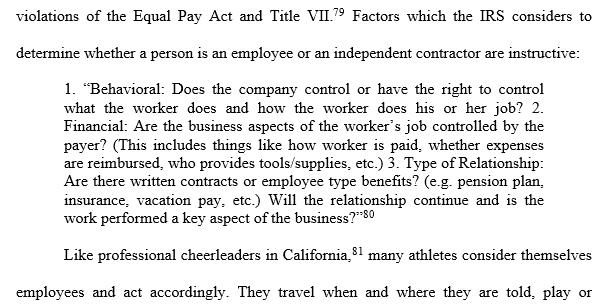 violations of the Equal Pay Act and Title VII.79 Factors which the IRS considers to
determine whether a person is an employee or an independent contractor are instructive:
1. “Behavioral: Does the company control or have the right to control
what the worker does and how the worker does his or her job? 2.
Financial: Are the business aspects of the worker’s job controlled by the
payer? (This includes things like how worker is paid, whether expenses
are reimbursed, who provides tools/supplies, etc.) 3. Type of Relationship:
Are there written contracts or employee type benefits? (e.g. pension plan,
insurance, vacation pay, etc.) Will the relationship continue and is the
work performed a key aspect of the business?”80
Like professional cheerleaders in California,81 many athletes consider themselves
employees and act accordingly. They travel when and where they are told, play or